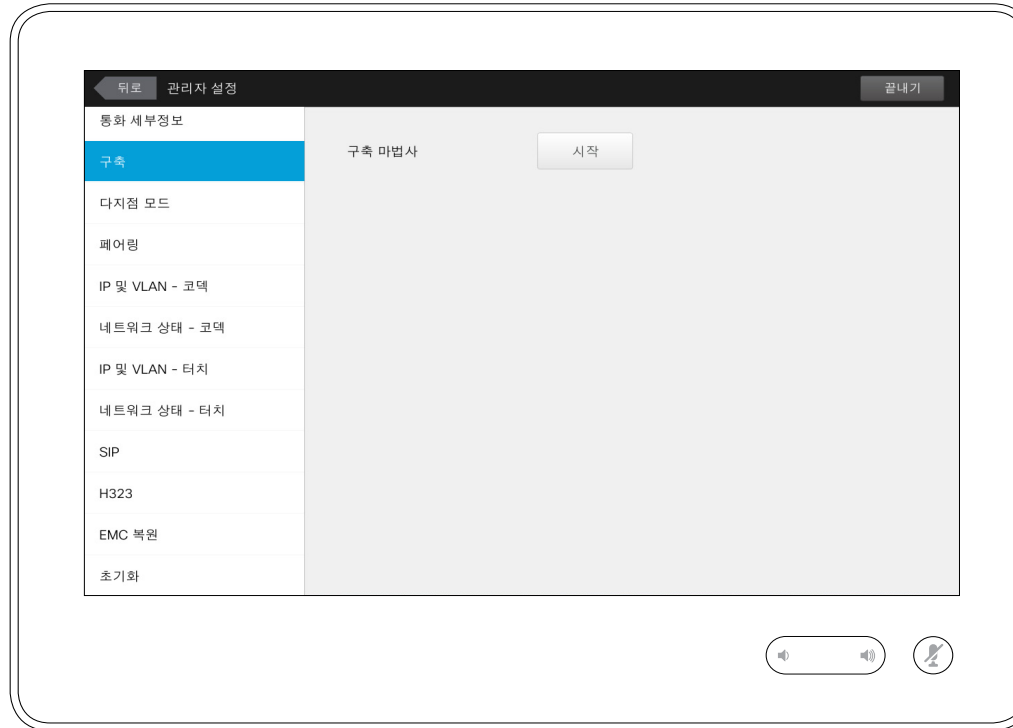 뒤로 관리자 설정 끝내기
통화 세부정보
구축
구축 마법사 시작
다지점 모드
페어링
IP 및 VLAN - 코덱
네트워크 상태 - 코덱
IP 및 VLAN - 터치
네트워크 상태 - 터치
SIP
H323
EMC 복원
초기화